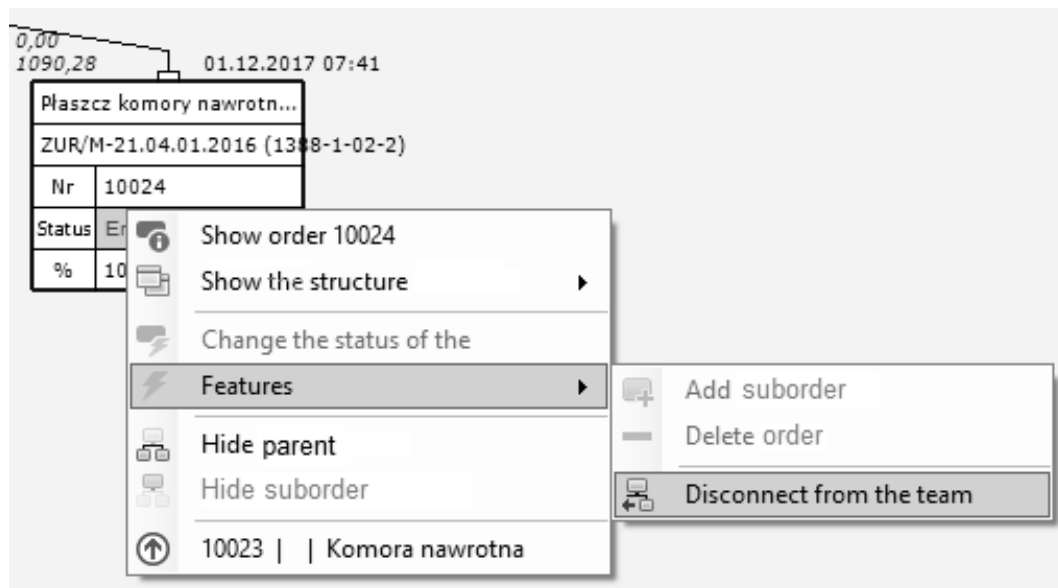 0,00
1090,28
01.12.2017 07:41
Płaszcz komory nawrotn...
ZUR/M-21.04.01.2016 (1388-1-02-2)
Nr 10024
Status
%
Show order 10024
Show the structure
Change the status of the
Features
Hide parent
Hide suborder
10023 | | Komora nawrotna
Add suborder
Delete order
Disconnect from the team